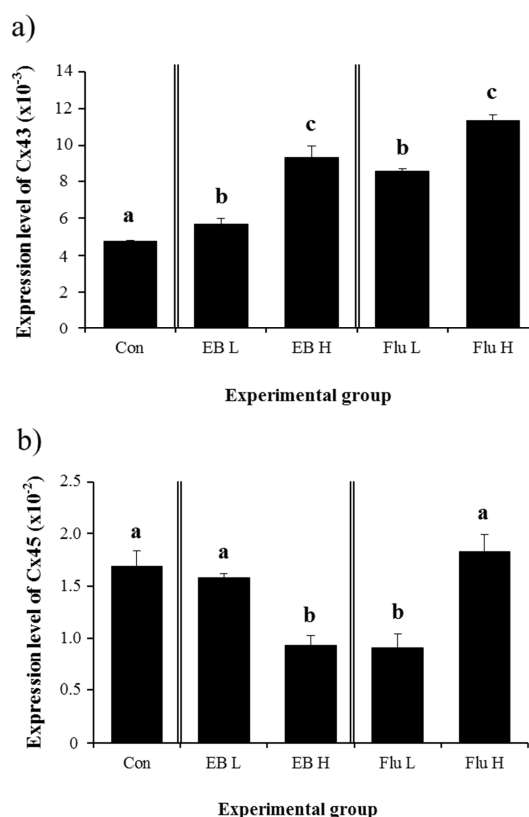 a)
Expression level of Cx43 (x10⁻³)
14
12
10
8
6
4
2
0
a
b
c
b
c
Con
EB L
EB H
Flu L
Flu H
Experimental group
b)
Expression level of Cx45 (x10⁻²)
2.5
2.0
1.5
1.0
0.5
0
a
a
b
b
a
Con
EB L
EB H
Flu L
Flu H
Experimental group